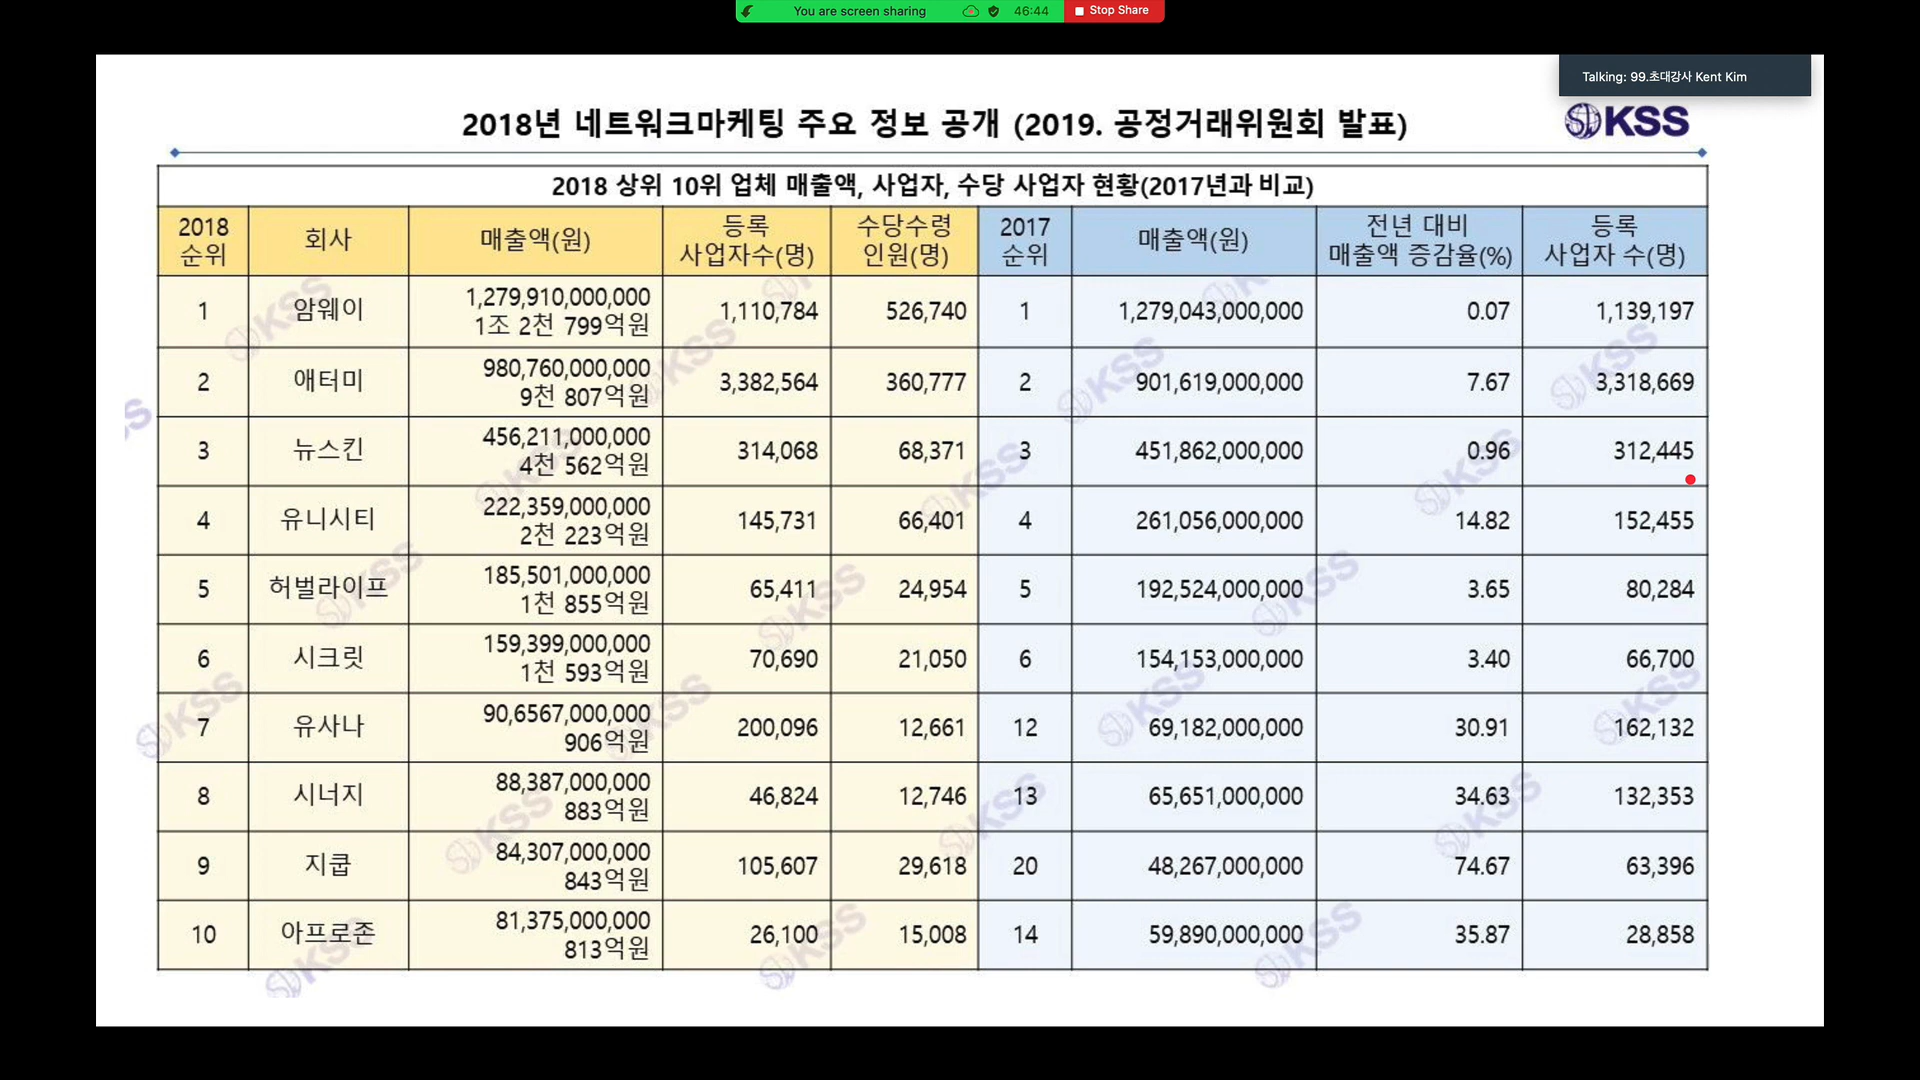 You are screen sharing 46:44 Stop Share
Talking: 99.초대강사 Kent Kim
2018년 네트워크마케팅 주요 정보 공개 (2019. 공정거래위원회 발표)
KSS
2018 상위 10위 업체 매출액, 사업자, 수당 사업자 현황(2017년과 비교)
2018 순위 회사 매출액(원) 등록 사업자수(명) 수당수령 인원(명) 2017 순위 매출액(원) 전년 대비 매출액 증감율(%) 등록 사업자 수(명)
1 암웨이 1,279,910,000,000 1조 2천 799억원 1,110,784 526,740 1 1,279,043,000,000 0.07 1,139,197
2 애터미 980,760,000,000 9천 807억원 3,382,564 360,777 2 901,619,000,000 7.67 3,318,669
3 뉴스킨 456,211,000,000 4천 562억원 314,068 68,371 3 451,862,000,000 0.96 312,445
4 유니시티 222,359,000,000 2천 223억원 145,731 66,401 4 261,056,000,000 14.82 152,455
5 허벌라이프 185,501,000,000 1천 855억원 65,411 24,954 5 192,524,000,000 3.65 80,284
6 시크릿 159,399,000,000 1천 593억원 70,690 21,050 6 154,153,000,000 3.40 66,700
7 유사나 90,6567,000,000 906억원 200,096 12,661 12 69,182,000,000 30.91 162,132
8 시너지 88,387,000,000 883억원 46,824 12,746 13 65,651,000,000 34.63 132,353
9 지쿱 84,307,000,000 843억원 105,607 29,618 20 48,267,000,000 74.67 63,396
10 아프로존 81,375,000,000 813억원 26,100 15,008 14 59,890,000,000 35.87 28,858